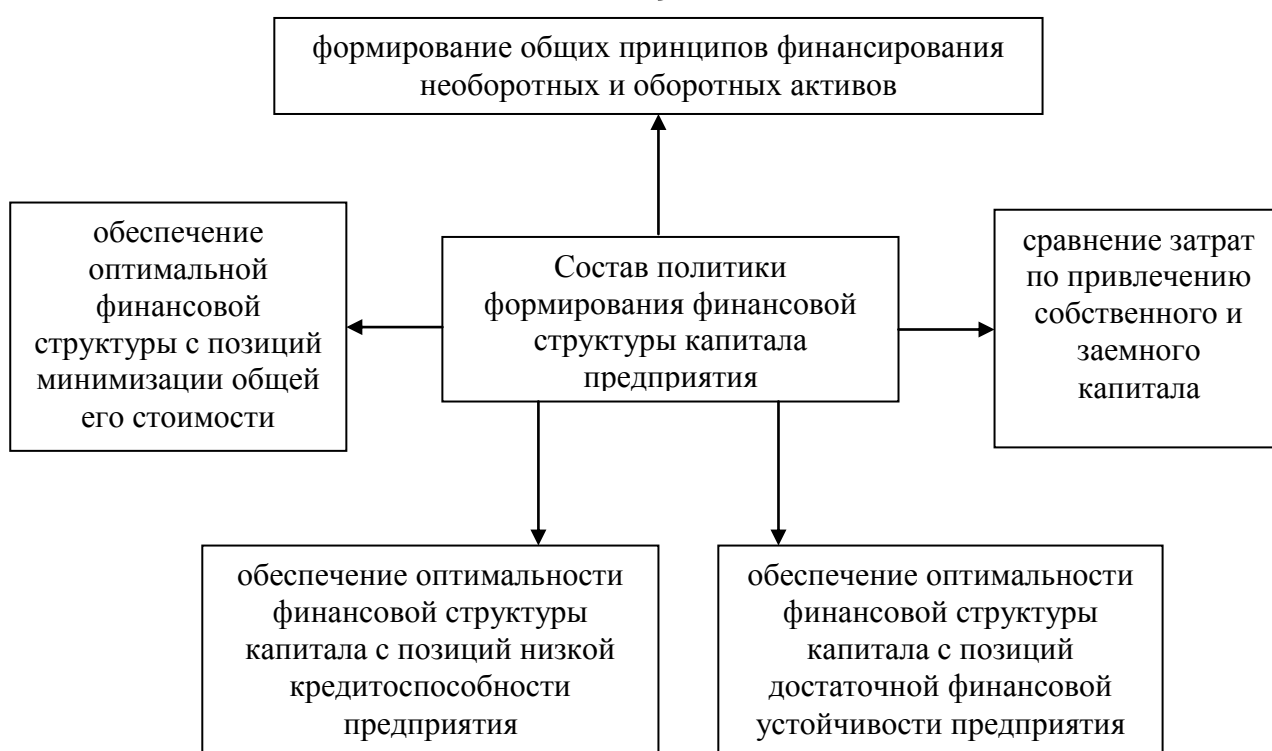 формирование общих принципов финансирования
необоротных и оборотных активов
обеспечение
оптимальной
финансовой
структуры с позиций
минимизации общей
его стоимости
Состав политики
формирования финансовой
структуры капитала
предприятия
сравнение затрат
по привлечению
собственного и
заемного
капитала
обеспечение оптимальности
финансовой структуры
капитала с позиций низкой
кредитоспособности
предприятия
обеспечение оптимальности
финансовой структуры
капитала с позиций
достаточной финансовой
устойчивости предприятия